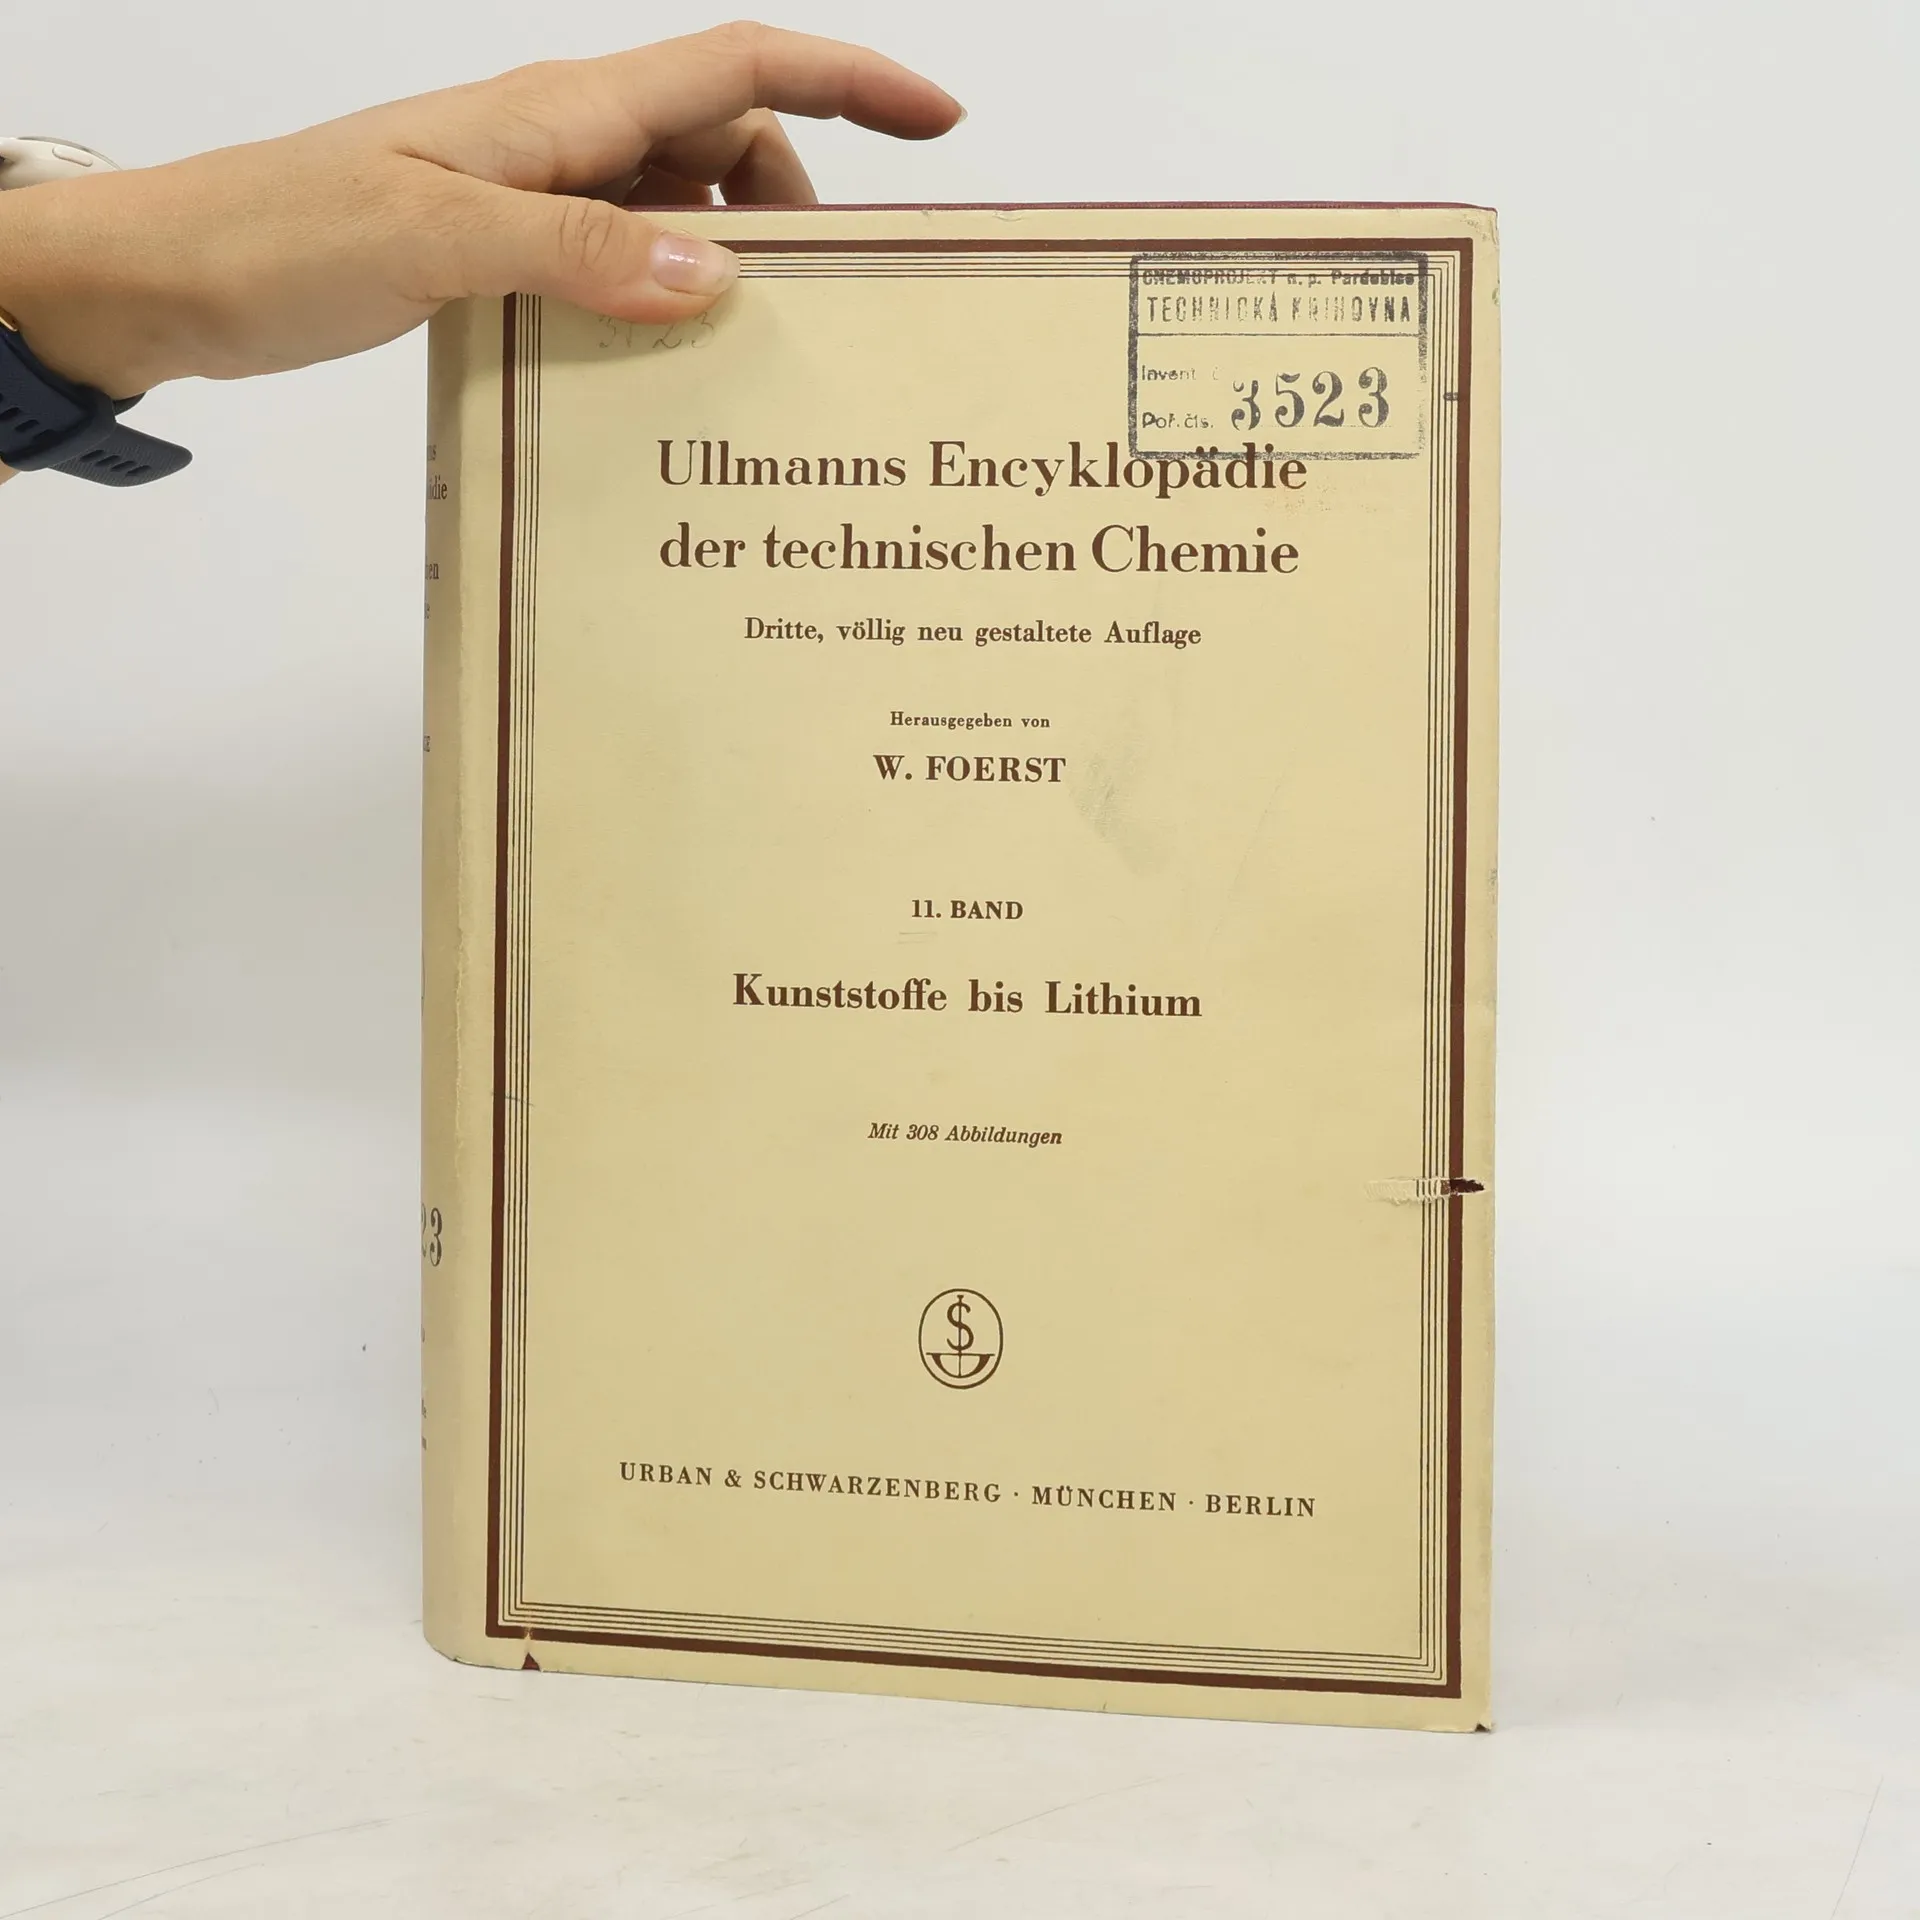 CHEMOPROJEKT n. p. Pardubice
TECHNICKÁ KNIHOVNA
Invent. č
Poř. čís. 3523
Ullmanns Encyklopädie
der technischen Chemie
Dritte, völlig neu gestaltete Auflage
Herausgegeben von
W. FOERST
11. BAND
Kunststoffe bis Lithium
Mit 308 Abbildungen
URBAN & SCHWARZENBERG · MÜNCHEN · BERLIN